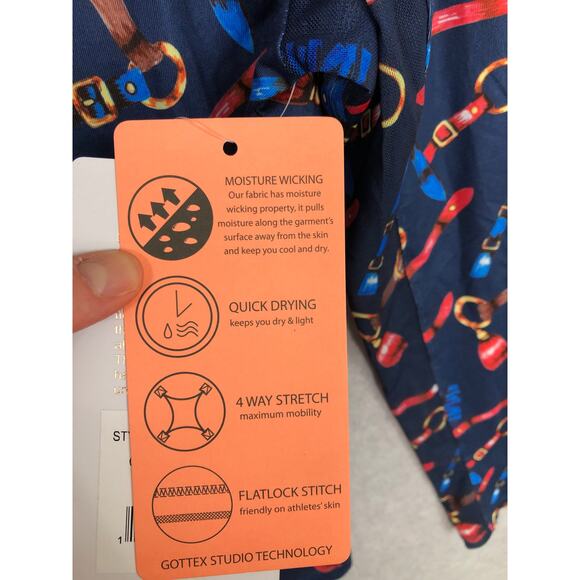 MOISTURE WICKING
Our fabric has moisture
wicking property, it pulls
moisture along the garment's
surface away from the skin
and keep you cool and dry.
QUICK DRYING
keeps you dry & light
4 WAY STRETCH
maximum mobility
FLATLOCK STITCH
friendly on athletes' skin
GOTTEX STUDIO TECHNOLOGY
STY
1